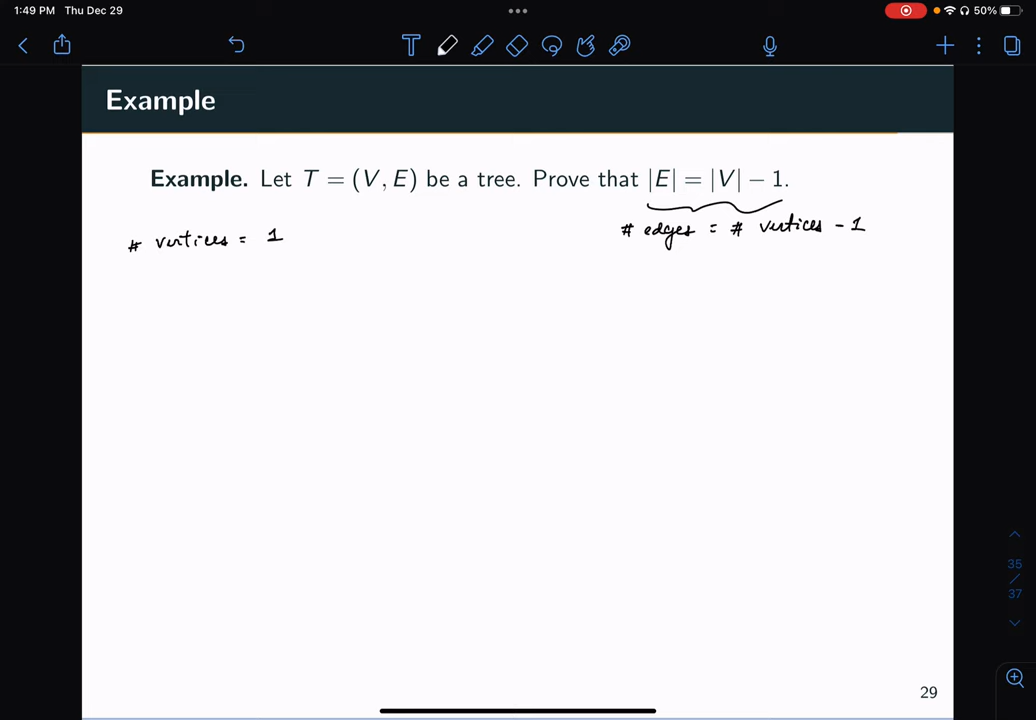 1:49 PM Thu Dec 29
50%
T
Example
Example. Let T = (V, E) be a tree. Prove that |E| = |V| − 1.
# edges = # vertices - 1
# vertices = 1
35
/
37
29